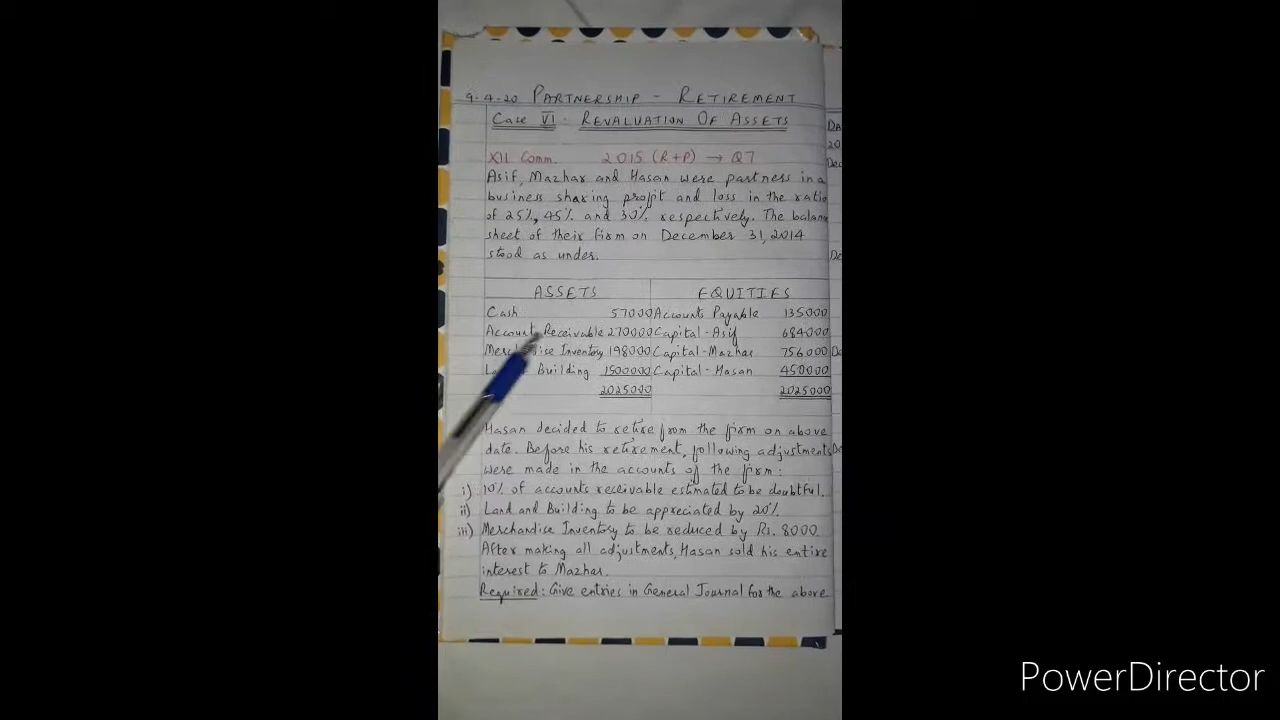 9-4-20 PARTNERSHIP - RETIREMENT
Case VI : REVALUATION OF ASSETS
XII Comm. 2015 (R+P) → Q7
Asif, Mazhar and Hasan were partners in a
business sharing profit and loss in the ratio
of 25%, 45% and 30% respectively. The balance
sheet of their firm on December 31, 2014
stood as under.
ASSETS EQUITIES
Cash 57000 Accounts Payable 135000
Account Receivable 270000 Capital-Asif 684000
Merchandise Inventory 198000 Capital-Mazhar 756000
Building 1500000 Capital-Hasan 450000
2025000 2025000
Hasan decided to retire from the firm on above
date. Before his retirement, following adjustments
were made in the accounts of the firm:
i) 10% of accounts receivable estimated to be doubtful.
ii) Land and Building to be appreciated by 20%.
iii) Merchandise Inventory to be reduced by Rs. 8000.
After making all adjustments, Hasan sold his entire
interest to Mazhar.
Required: Give entries in General Journal for the above
PowerDirector